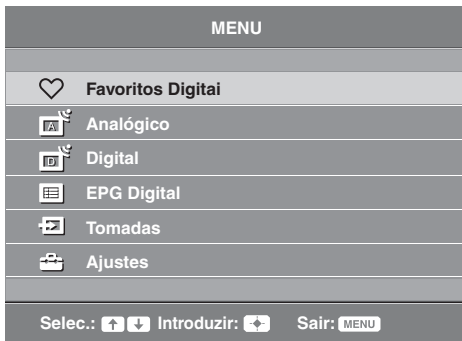 MENU
Favoritos Digitai
A Analógico
D Digital
EPG Digital
Tomadas
Ajustes
Selec.: Introduzir: Sair: MENU